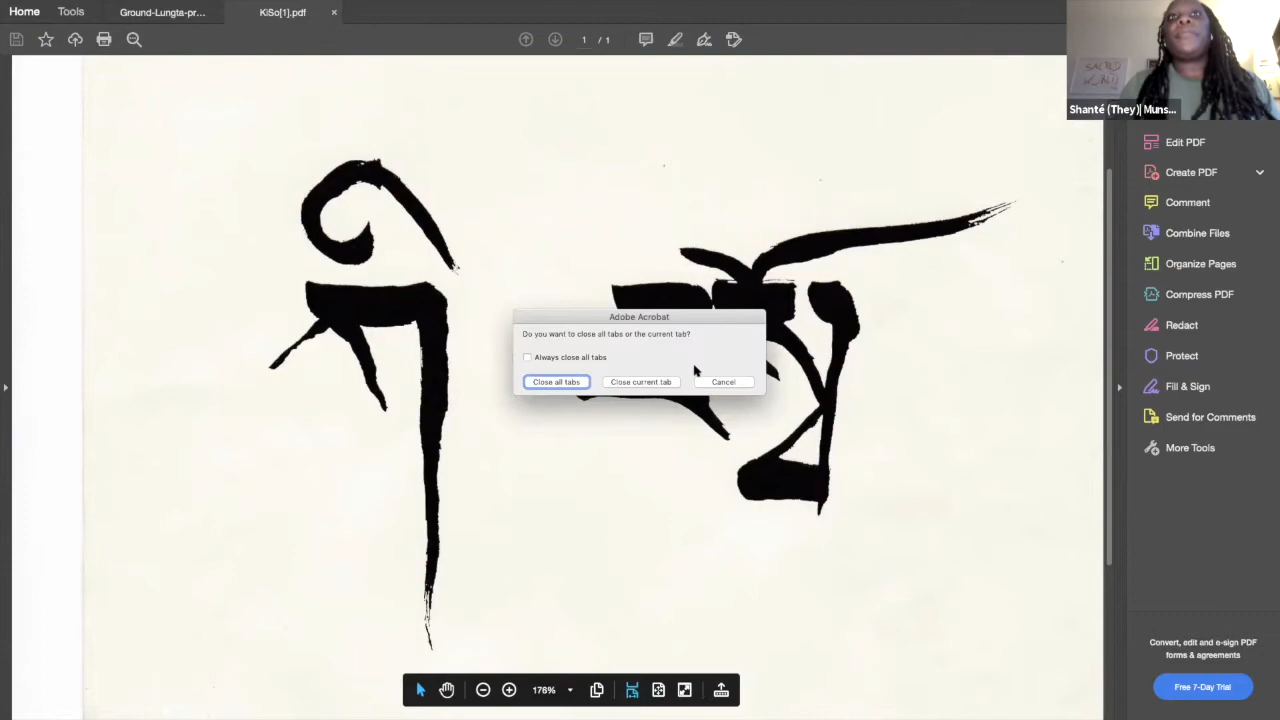 Home
Tools
Ground-Lungta-pr...
KiSo[1].pdf
×
1 / 1
Shanté (They)| Muns...
ཀི
Adobe Acrobat
Do you want to close all tabs or the current tab?
Always close all tabs
Close all tabs
Close current tab
Cancel
Edit PDF
Create PDF
Comment
Combine Files
Organize Pages
Compress PDF
Redact
Protect
Fill & Sign
Send for Comments
More Tools
Convert, edit and e-sign PDF
forms & agreements
Free 7-Day Trial
176%